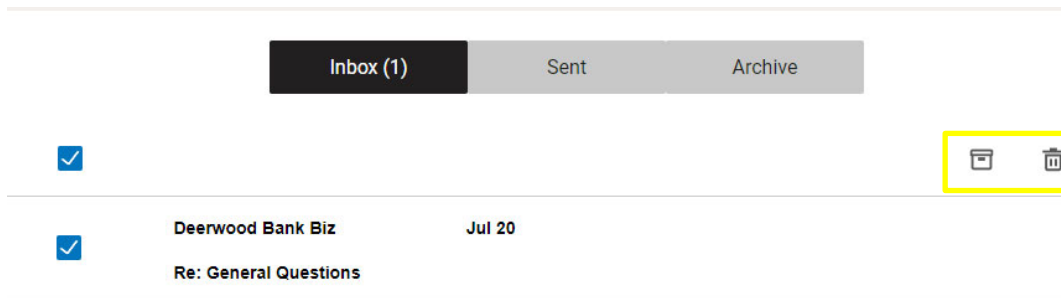 Inbox (1) Sent Archive
Deerwood Bank Biz Jul 20
Re: General Questions